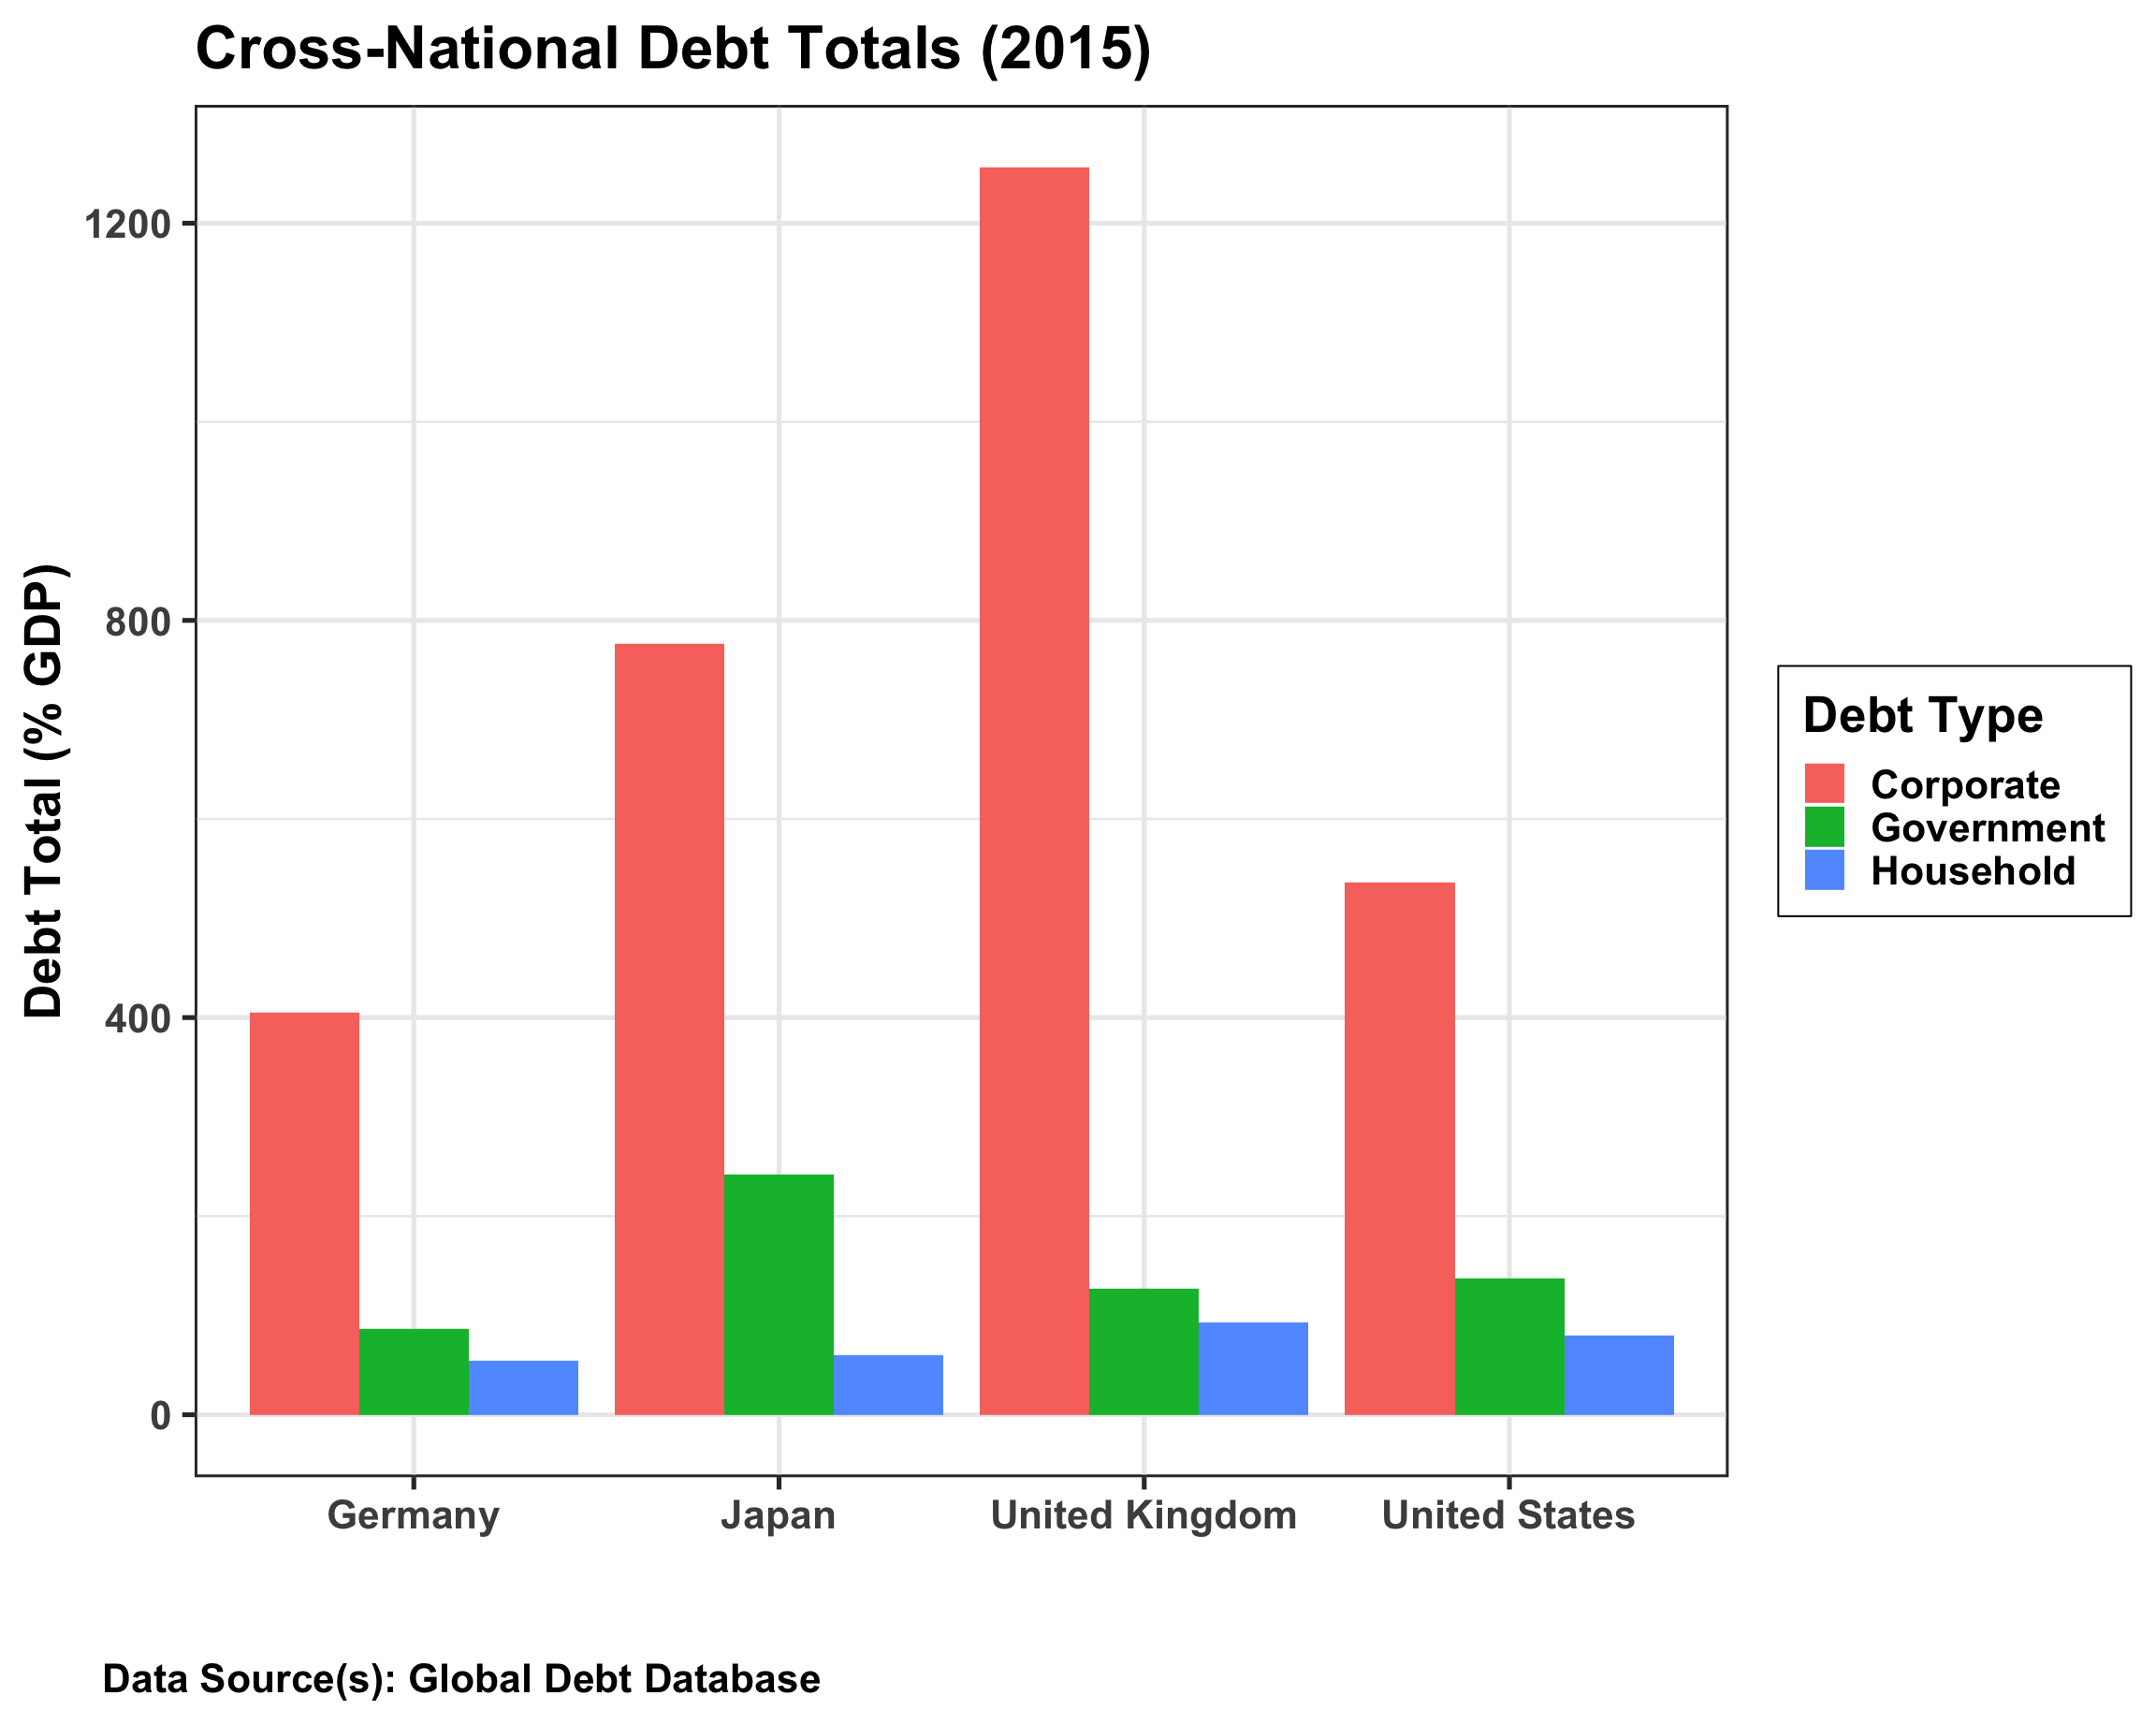 Cross-National Debt Totals (2015)
Debt Total (% GDP)
1200
800
400
0
Germany
Japan
United Kingdom
United States
Debt Type
Corporate
Government
Household
Data Source(s): Global Debt Database